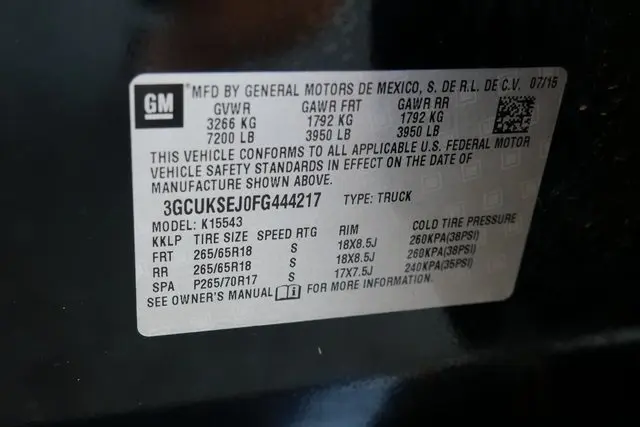 GM
MFD BY GENERAL MOTORS DE MEXICO, S. DE R.L. DE C.V. 07/15
GVWR GAWR FRT GAWR RR
3266 KG 1792 KG 1792 KG
7200 LB 3950 LB 3950 LB
THIS VEHICLE CONFORMS TO ALL APPLICABLE U.S. FEDERAL MOTOR
VEHICLE SAFETY STANDARDS IN EFFECT ON THE DATE OF
MANUFACTURE SHOWN ABOVE.
3GCUKSEJ0FG444217 TYPE: TRUCK
MODEL: K15543
KKLP TIRE SIZE SPEED RTG RIM COLD TIRE PRESSURE
FRT 265/65R18 S 18X8.5J 260KPA(38PSI)
RR 265/65R18 S 18X8.5J 260KPA(38PSI)
SPA P265/70R17 S 17X7.5J 240KPA(35PSI)
SEE OWNER'S MANUAL FOR MORE INFORMATION.